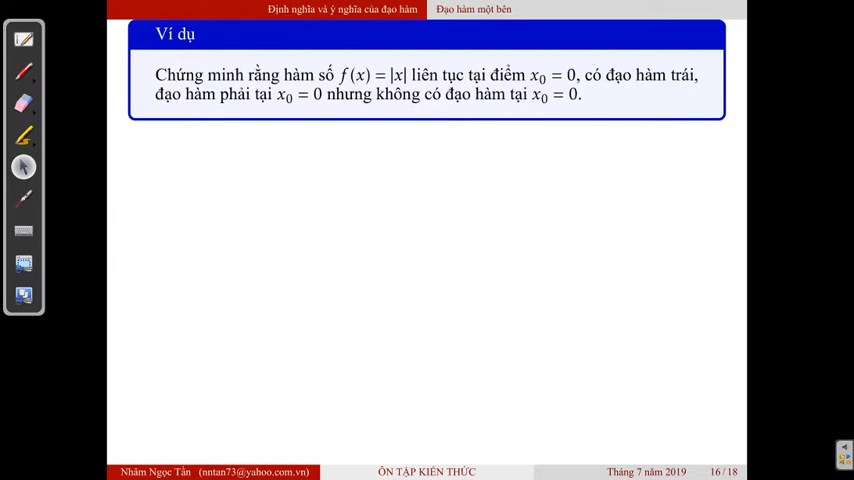 Định nghĩa và ý nghĩa của đạo hàm Đạo hàm một bên
Ví dụ
Chứng minh rằng hàm số f(x) = |x| liên tục tại điểm x₀ = 0, có đạo hàm trái,
đạo hàm phải tại x₀ = 0 nhưng không có đạo hàm tại x₀ = 0.
Nhâm Ngọc Tần (nntan73@yahoo.com.vn) ÔN TẬP KIẾN THỨC Tháng 7 năm 2019 16 / 18